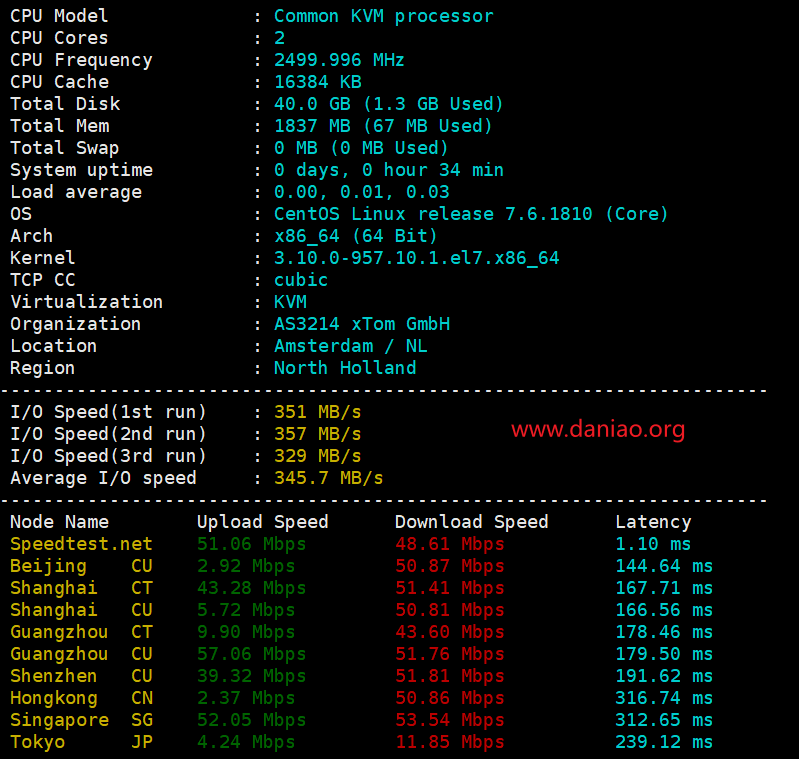 CPU Model : Common KVM processor
CPU Cores : 2
CPU Frequency : 2499.996 MHz
CPU Cache : 16384 KB
Total Disk : 40.0 GB (1.3 GB Used)
Total Mem : 1837 MB (67 MB Used)
Total Swap : 0 MB (0 MB Used)
System uptime : 0 days, 0 hour 34 min
Load average : 0.00, 0.01, 0.03
OS : CentOS Linux release 7.6.1810 (Core)
Arch : x86_64 (64 Bit)
Kernel : 3.10.0-957.10.1.el7.x86_64
TCP CC : cubic
Virtualization : KVM
Organization : AS3214 xTom GmbH
Location : Amsterdam / NL
Region : North Holland
----------------------------------------------------------------------
I/O Speed(1st run) : 351 MB/s
I/O Speed(2nd run) : 357 MB/s
www.daniao.org
I/O Speed(3rd run) : 329 MB/s
Average I/O speed : 345.7 MB/s
----------------------------------------------------------------------
Node Name Upload Speed Download Speed Latency
Speedtest.net 51.06 Mbps 48.61 Mbps 1.10 ms
Beijing CU 2.92 Mbps 50.87 Mbps 144.64 ms
Shanghai CT 43.28 Mbps 51.41 Mbps 167.71 ms
Shanghai CU 5.72 Mbps 50.81 Mbps 166.56 ms
Guangzhou CT 9.90 Mbps 43.60 Mbps 178.46 ms
Guangzhou CU 57.06 Mbps 51.76 Mbps 179.50 ms
Shenzhen CU 39.32 Mbps 51.81 Mbps 191.62 ms
Hongkong CN 2.37 Mbps 50.86 Mbps 316.74 ms
Singapore SG 52.05 Mbps 53.54 Mbps 312.65 ms
Tokyo JP 4.24 Mbps 11.85 Mbps 239.12 ms